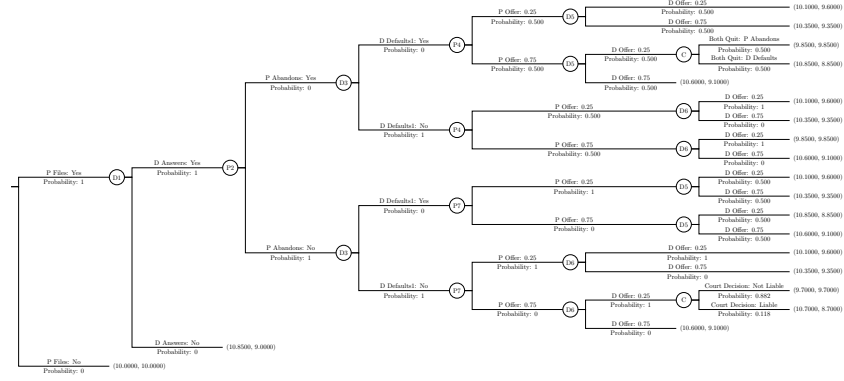 P Files: Yes
Probability: 1
D1
D Answers: Yes
Probability: 1
P2
P Abandons: Yes
Probability: 0
D3
D Defaults1: Yes
Probability: 0
P4
P Offer: 0.25
Probability: 0.500
D5
D Offer: 0.25
Probability: 0.500
(10.1000, 9.6000)
D Offer: 0.75
Probability: 0.500
(10.3500, 9.3500)
P Offer: 0.75
Probability: 0.500
D5
D Offer: 0.25
Probability: 0.500
C
Both Quit: P Abandons
Probability: 0.500
(9.8500, 9.8500)
Both Quit: D Defaults
Probability: 0.500
(10.8500, 8.8500)
D Offer: 0.75
Probability: 0.500
(10.6000, 9.1000)
D Defaults1: No
Probability: 1
P4
P Offer: 0.25
Probability: 0.500
D6
D Offer: 0.25
Probability: 1
(10.1000, 9.6000)
D Offer: 0.75
Probability: 0
(10.3500, 9.3500)
P Offer: 0.75
Probability: 0.500
D6
D Offer: 0.25
Probability: 1
(9.8500, 9.8500)
D Offer: 0.75
Probability: 0
(10.6000, 9.1000)
P Abandons: No
Probability: 1
D3
D Defaults1: Yes
Probability: 0
P7
P Offer: 0.25
Probability: 1
D5
D Offer: 0.25
Probability: 0.500
(10.1000, 9.6000)
D Offer: 0.75
Probability: 0.500
(10.3500, 9.3500)
P Offer: 0.75
Probability: 0
D5
D Offer: 0.25
Probability: 0.500
(10.8500, 8.8500)
D Offer: 0.75
Probability: 0.500
(10.6000, 9.1000)
D Defaults1: No
Probability: 1
P7
P Offer: 0.25
Probability: 1
D6
D Offer: 0.25
Probability: 1
(10.1000, 9.6000)
D Offer: 0.75
Probability: 0
(10.3500, 9.3500)
P Offer: 0.75
Probability: 0
D6
D Offer: 0.25
Probability: 1
C
Court Decision: Not Liable
Probability: 0.882
(9.7000, 9.7000)
Court Decision: Liable
Probability: 0.118
(10.7000, 8.7000)
D Offer: 0.75
Probability: 0
(10.6000, 9.1000)
D Answers: No
Probability: 0
(10.8500, 9.0000)
P Files: No
Probability: 0
(10.0000, 10.0000)